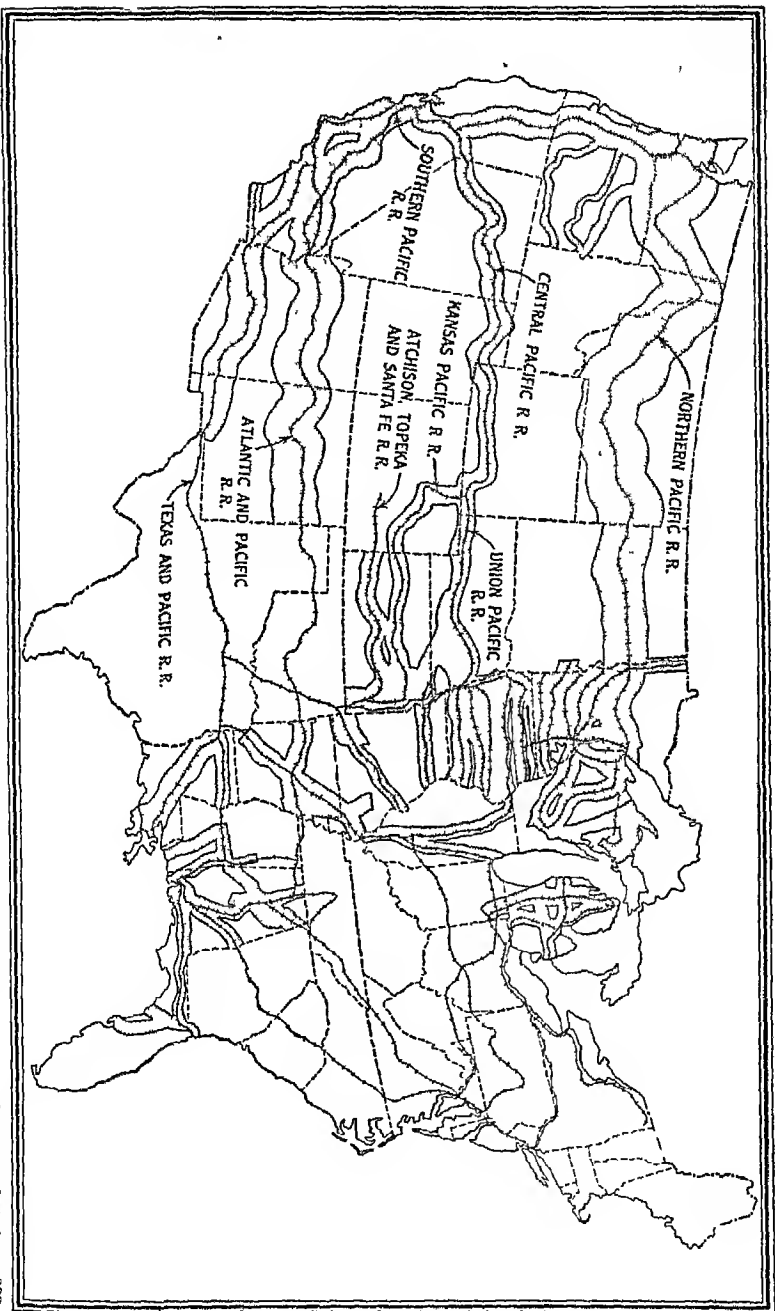 NORTHERN PACIFIC R. R.
CENTRAL PACIFIC R R.
UNION PACIFIC
R. R.
KANSAS PACIFIC R R.
ATCHISON, TOPEKA
AND SANTA FE R. R.
SOUTHERN PACIFIC
R. R.
ATLANTIC AND PACIFIC
R. R.
TEXAS AND PACIFIC R. R.